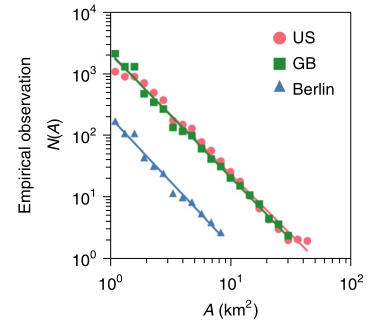 Empirical observation
N(A)
10⁴
10³
10²
10¹
10⁰
US
GB
Berlin
10⁰
10¹
10²
A (km²)